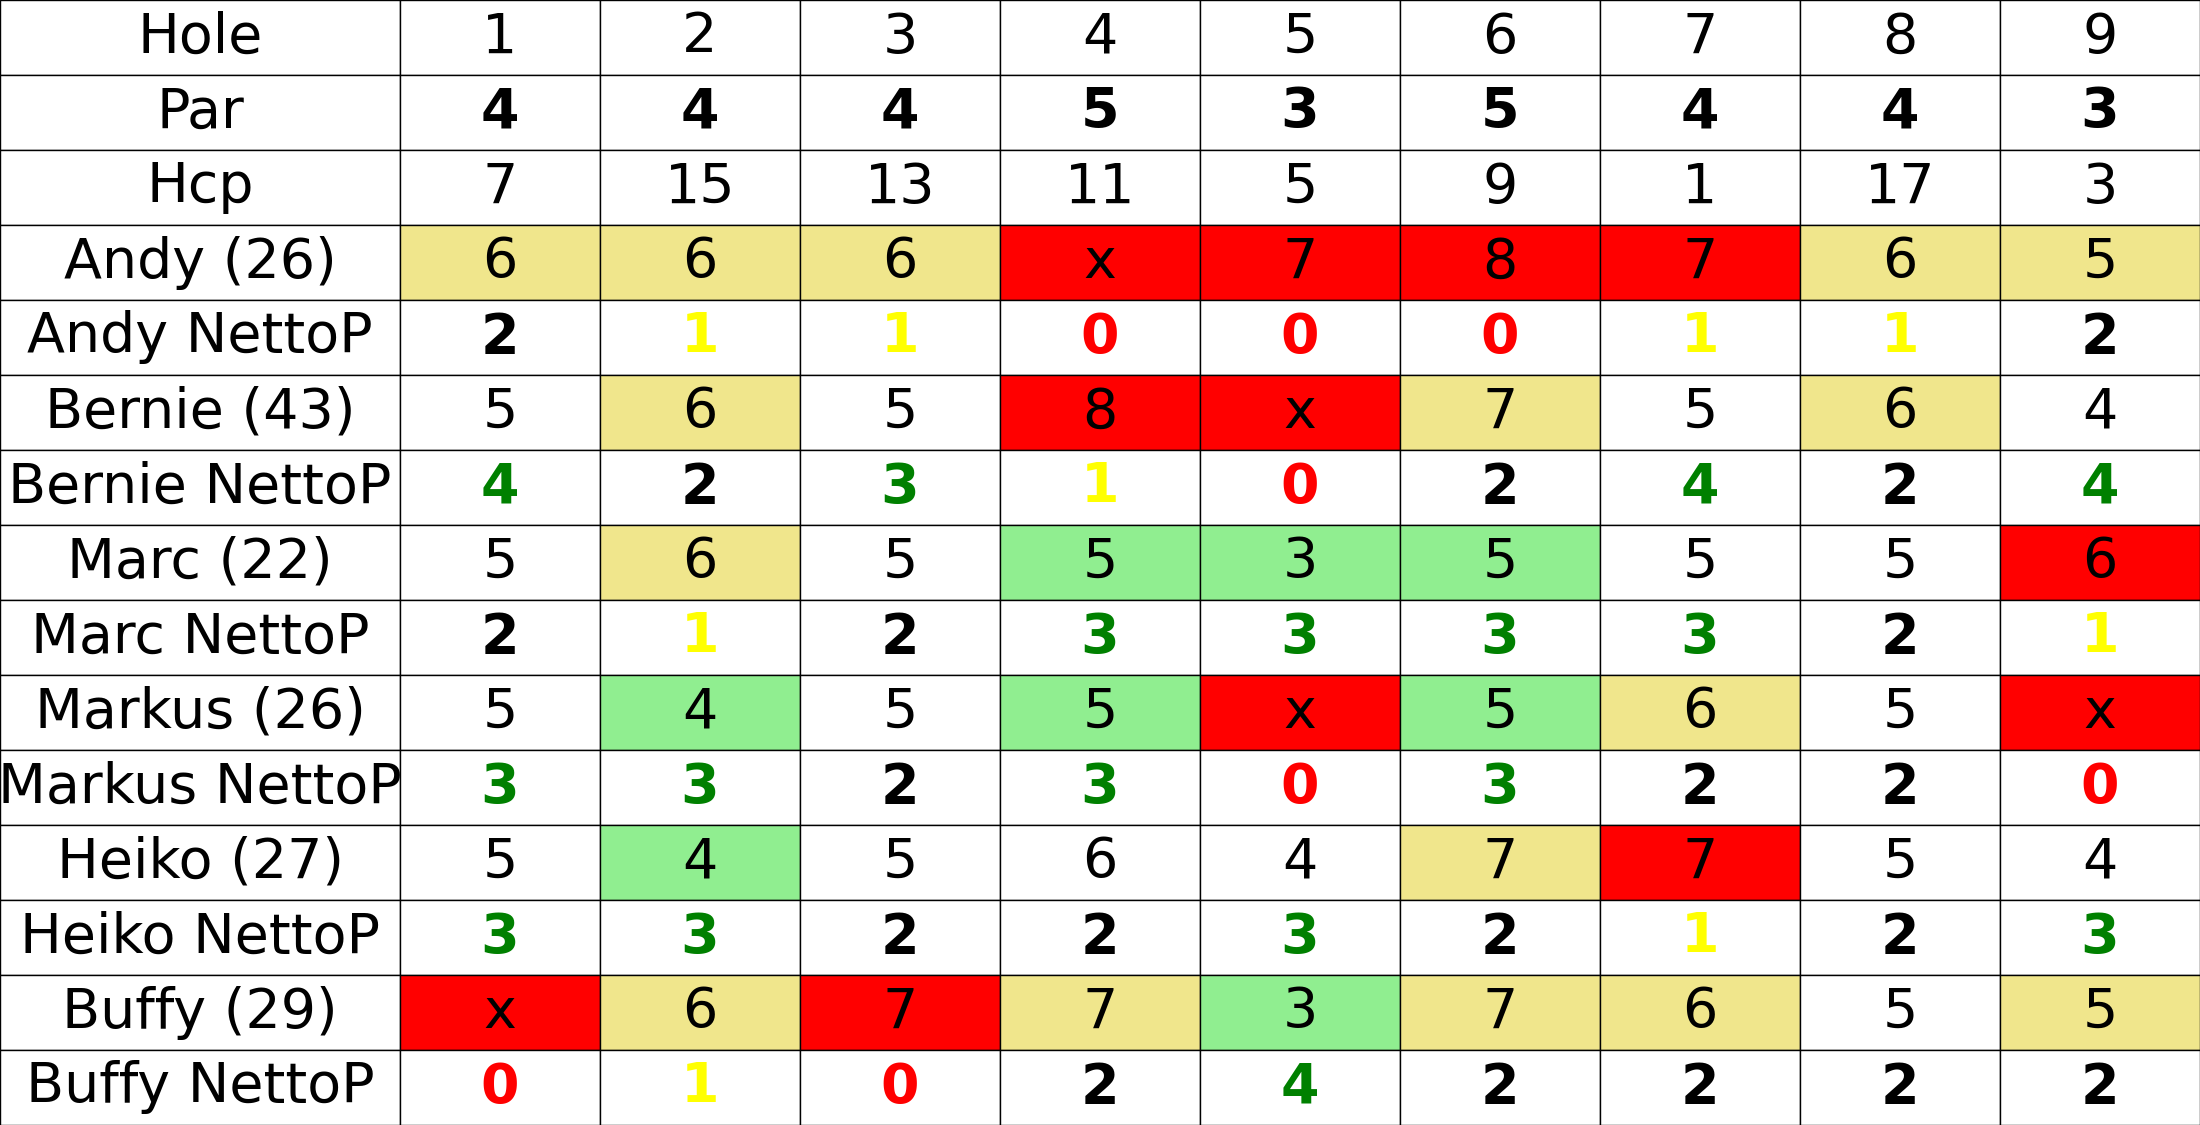 Hole 1 2 3 4 5 6 7 8 9
Par 4 4 4 5 3 5 4 4 3
Hcp 7 15 13 11 5 9 1 17 3
Andy (26) 6 6 6 x 7 8 7 6 5
Andy NettoP 2 1 1 0 0 0 1 1 2
Bernie (43) 5 6 5 8 x 7 5 6 4
Bernie NettoP 4 2 3 1 0 2 4 2 4
Marc (22) 5 6 5 5 3 5 5 5 6
Marc NettoP 2 1 2 3 3 3 3 2 1
Markus (26) 5 4 5 5 x 5 6 5 x
Markus NettoP 3 3 2 3 0 3 2 2 0
Heiko (27) 5 4 5 6 4 7 7 5 4
Heiko NettoP 3 3 2 2 3 2 1 2 3
Buffy (29) x 6 7 7 3 7 6 5 5
Buffy NettoP 0 1 0 2 4 2 2 2 2